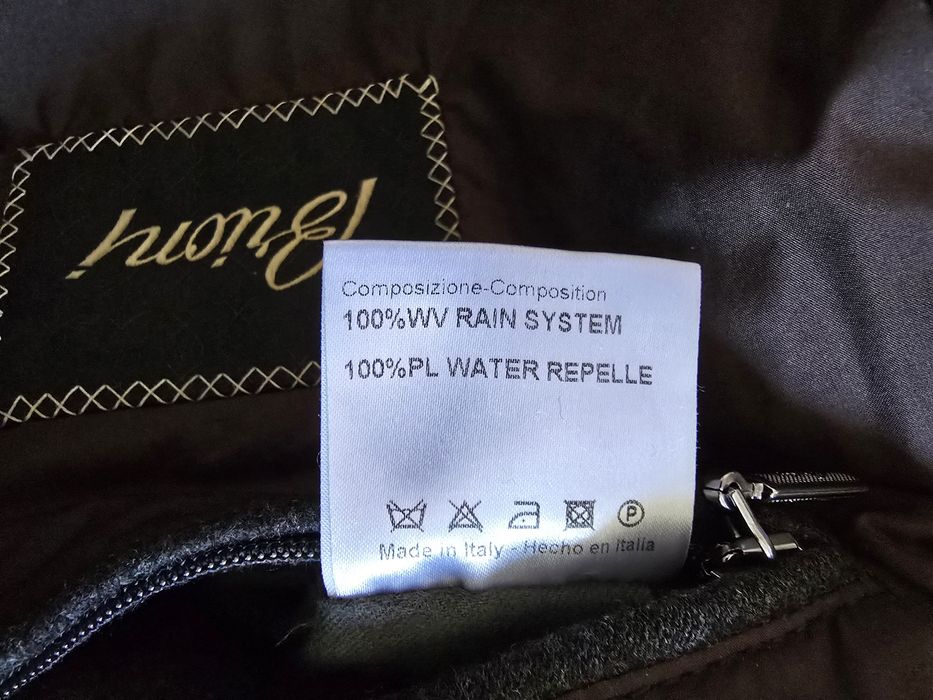 Brioni
Composizione-Composition
100%WV RAIN SYSTEM
100%PL WATER REPELLE
P
Made in Italy - Hecho en Italia